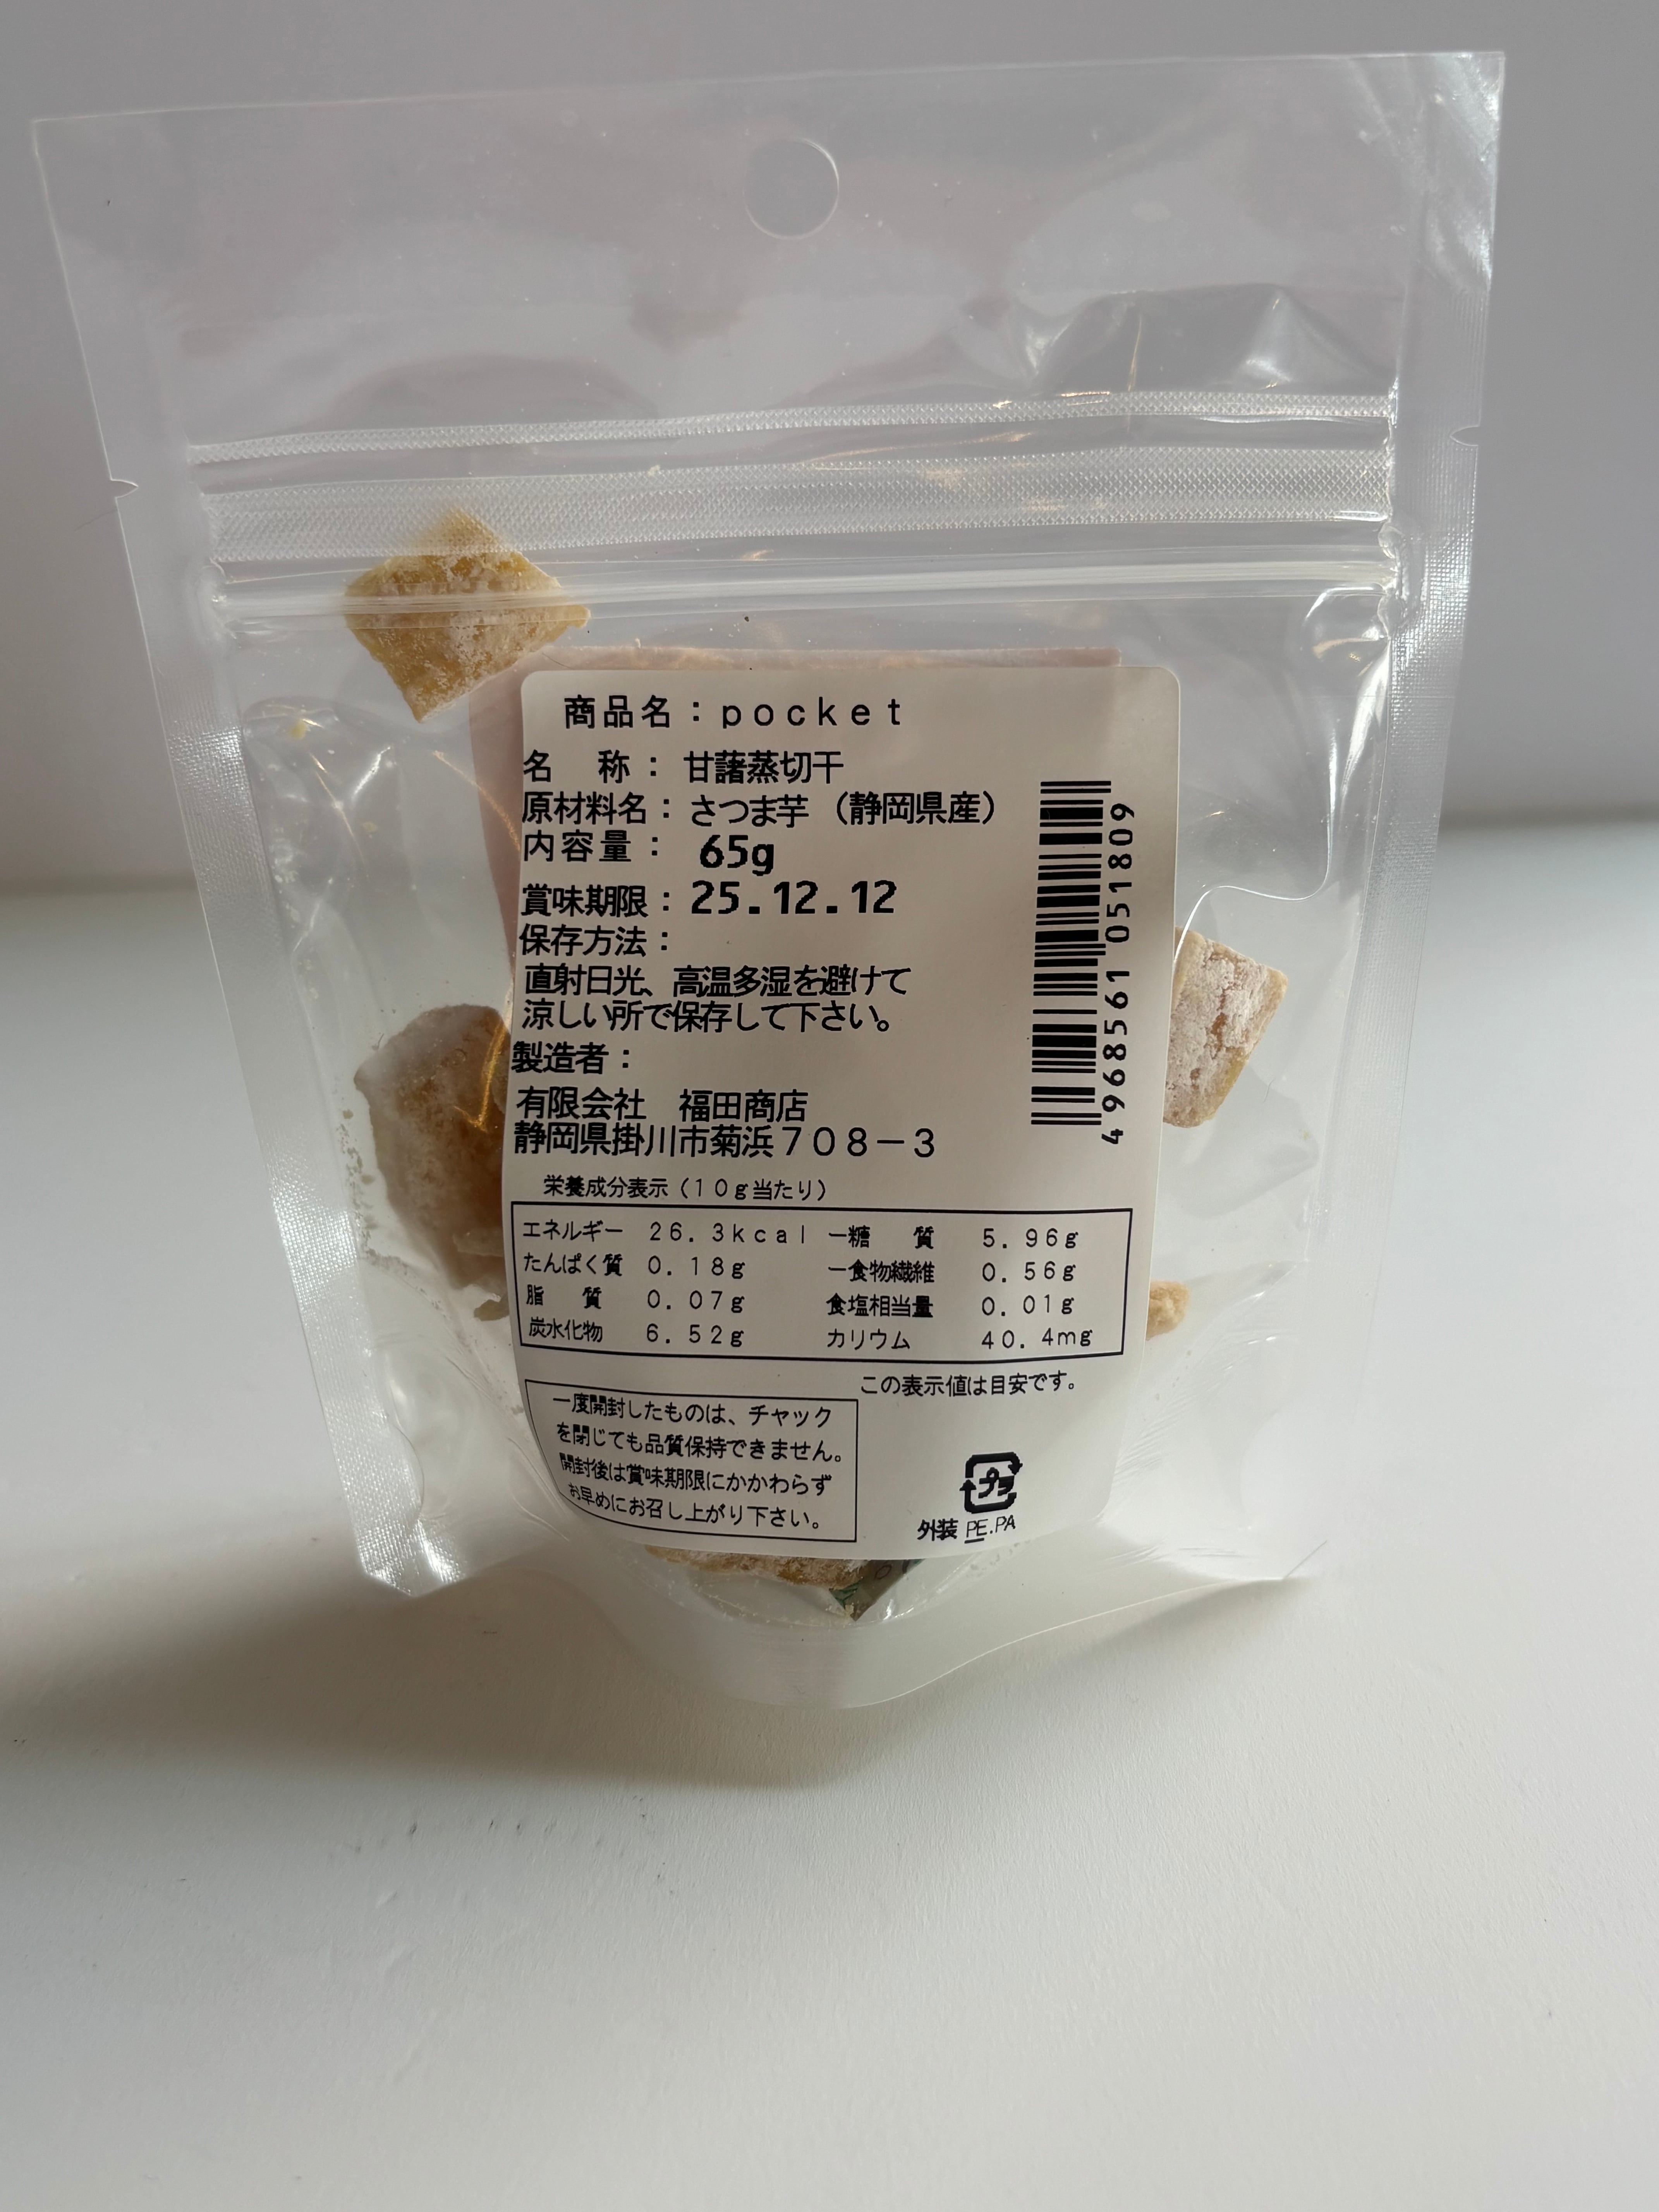 商品名：pocket
名　称： 甘藷蒸切干
原材料名：さつま芋（静岡県産）
内容量： 65g
賞味期限：25.12.12
保存方法：
直射日光、高温多湿を避けて
涼しい所で保存して下さい。
製造者：
有限会社　福田商店
静岡県掛川市菊浜７０８－３
4968561051809
栄養成分表示（１０ｇ当たり）
エネルギー 26.3kcal ー糖　質 5.96g
たんぱく質 0.18g ー食物繊維 0.56g
脂　質 0.07g 食塩相当量 0.01g
炭水化物 6.52g カリウム 40.4mg
この表示値は目安です。
一度開封したものは、チャック
を閉じても品質保持できません。
開封後は賞味期限にかかわらず
お早めにお召し上がり下さい。
プラ
外装 PE.PA